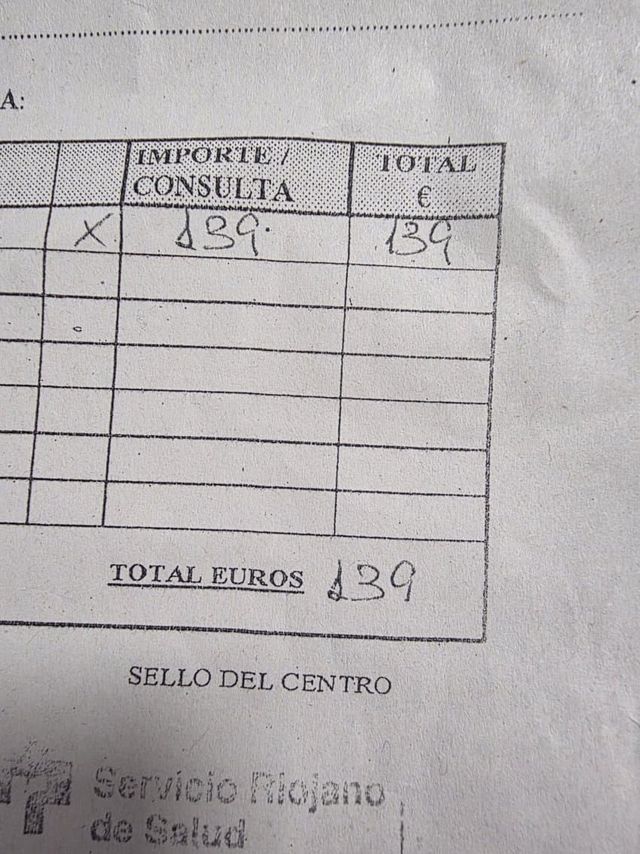 A:
IMPORTE / CONSULTA
TOTAL €
X 139 139
TOTAL EUROS 139
SELLO DEL CENTRO
Servicio Riojano
de Salud